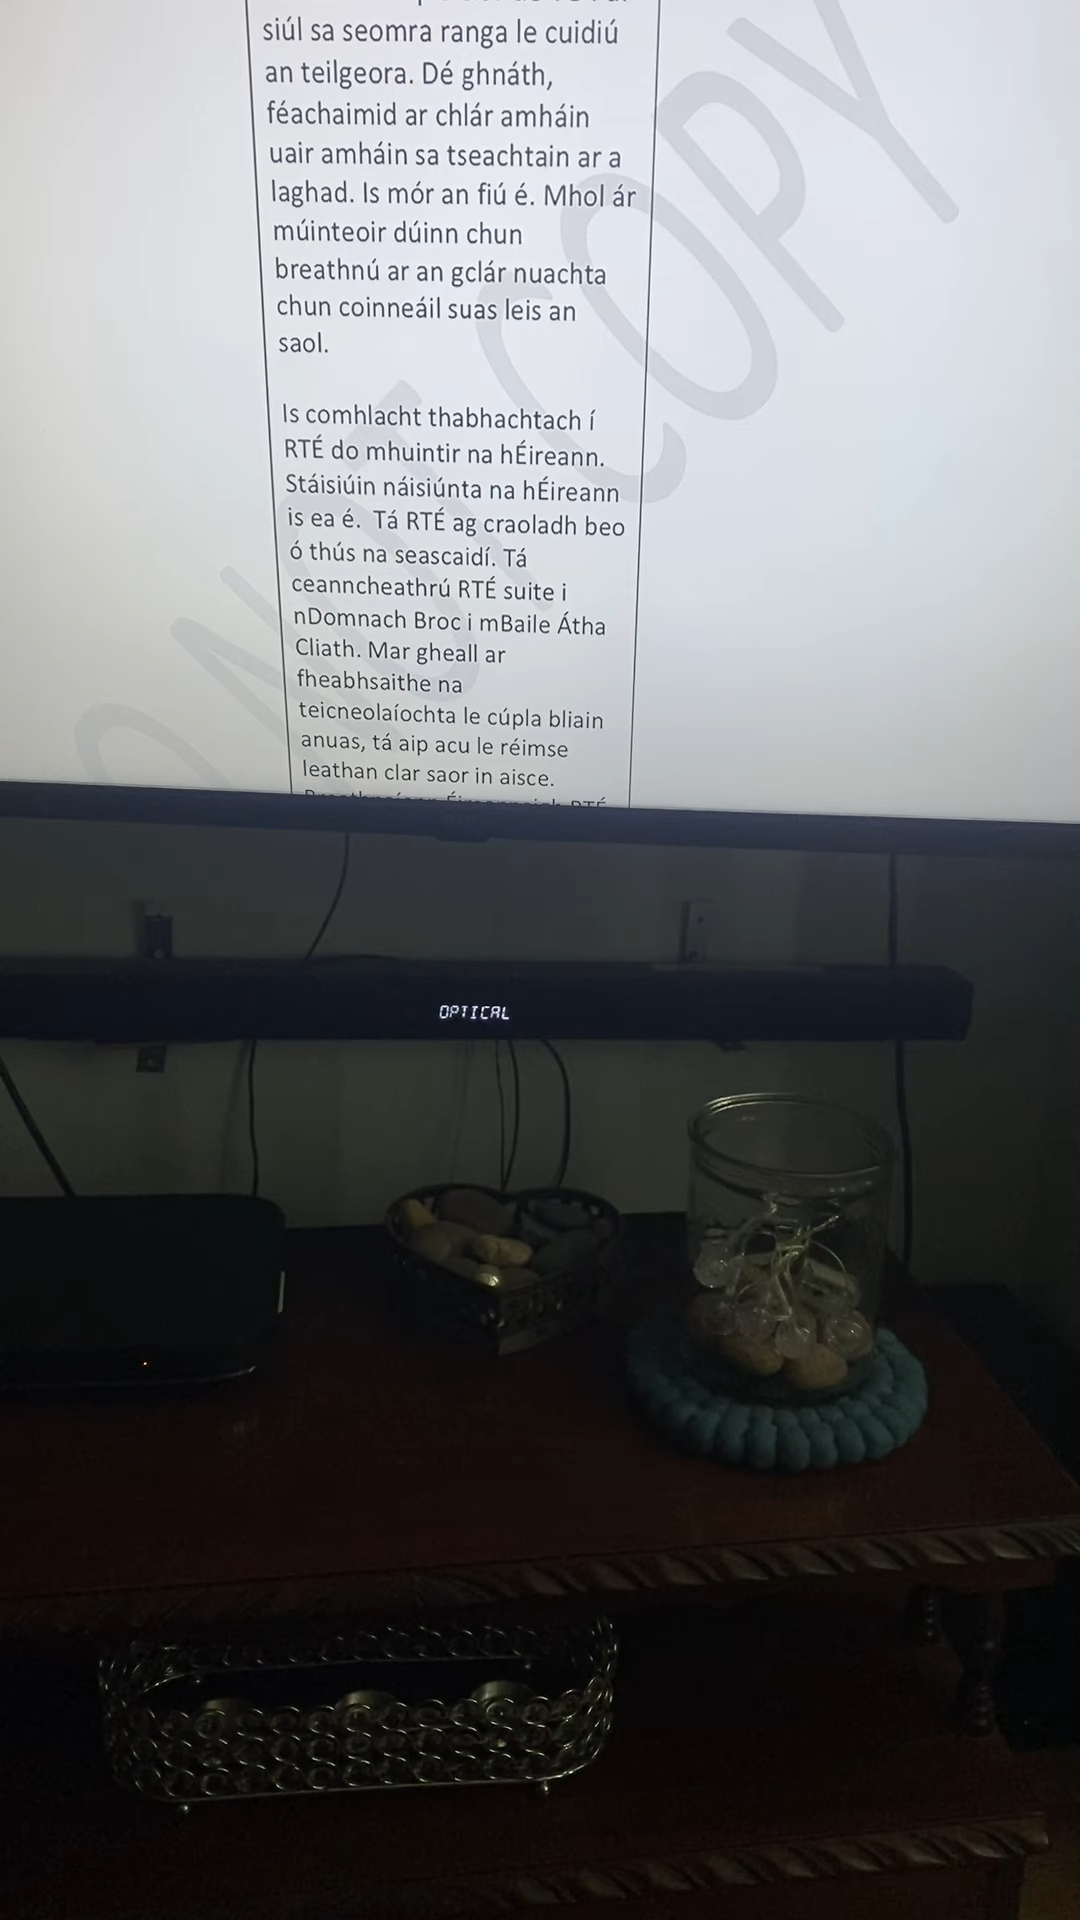 siúl sa seomra ranga le cuidiú
an teilgeora. Dé ghnáth,
féachaimid ar chlár amháin
uair amháin sa tseachtain ar a
laghad. Is mór an fiú é. Mhol ár
múinteoir dúinn chun
breathnú ar an gclár nuachta
chun coinneáil suas leis an
saol.
Is comhlacht thabhachtach í
RTÉ do mhuintir na hÉireann.
Stáisiúin náisiúnta na hÉireann
is ea é. Tá RTÉ ag craoladh beo
ó thús na seascaidí. Tá
ceanncheathrú RTÉ suite i
nDomnach Broc i mBaile Átha
Cliath. Mar gheall ar
fheabhsaithe na
teicneolaíochta le cúpla bliain
anuas, tá aip acu le réimse
leathan clar saor in aisce.
RTÉ
NOT COPY
OPTICAL